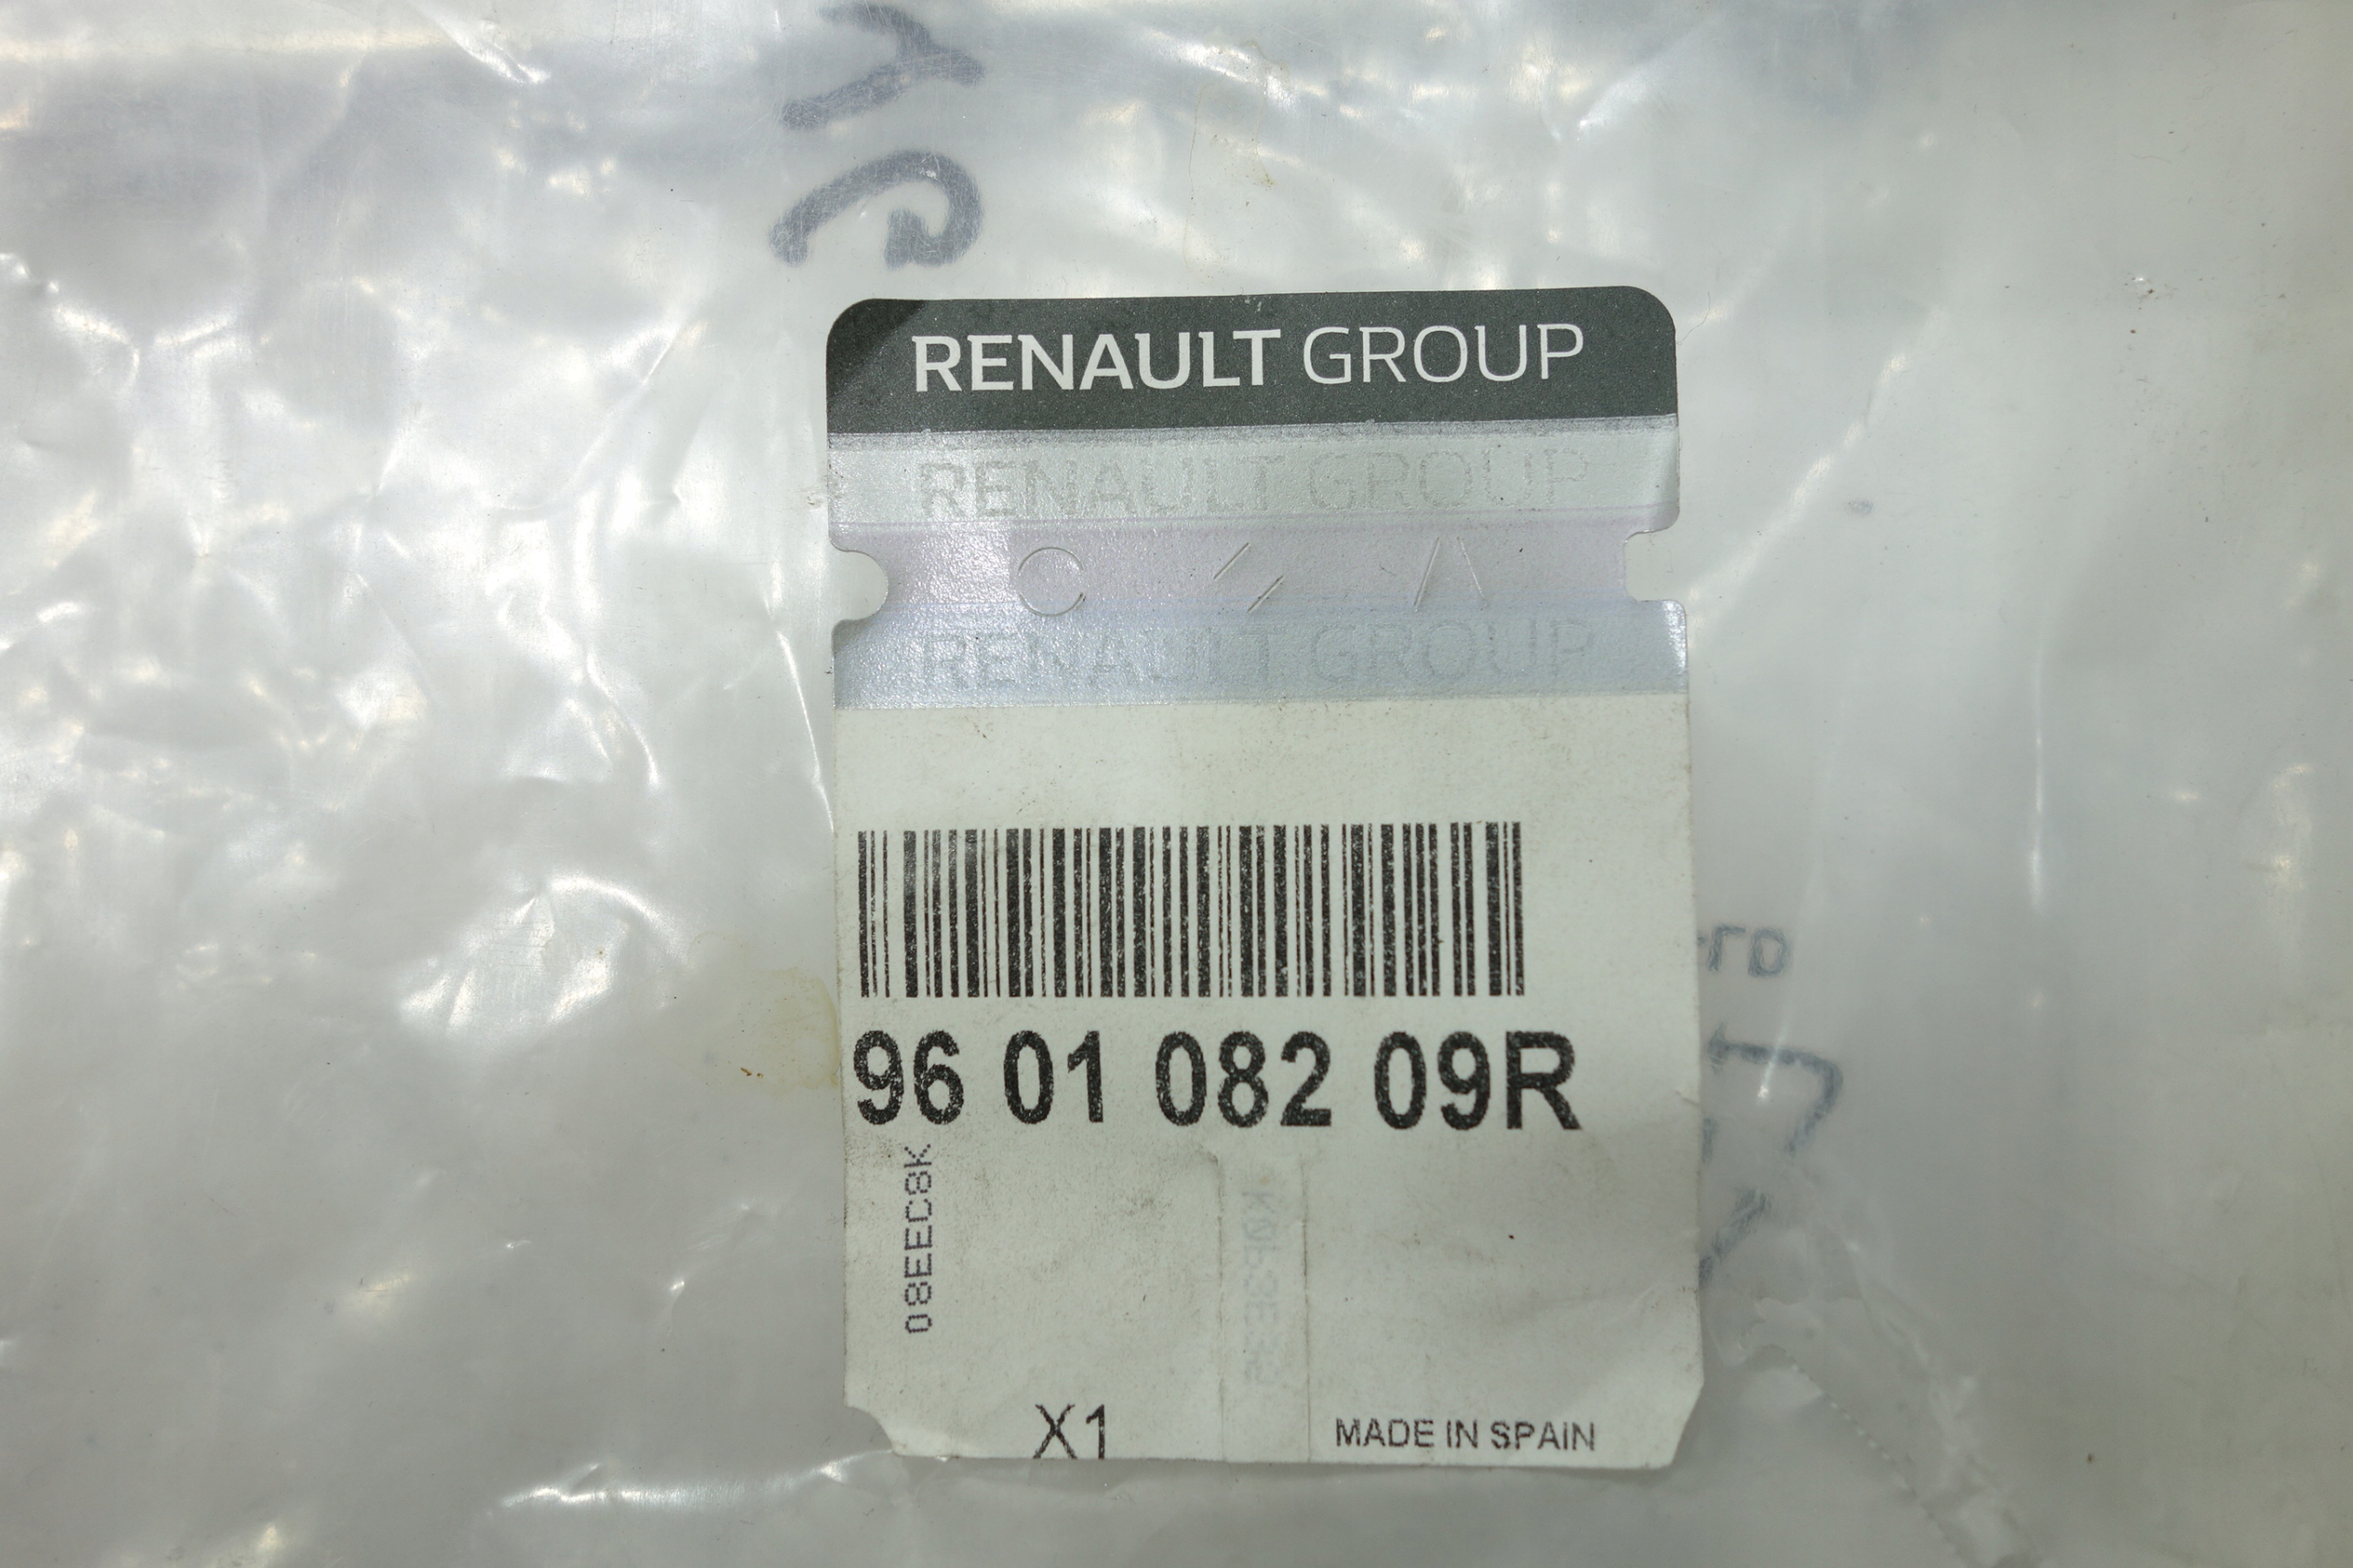 RENAULT GROUP
RENAULT GROUP
RENAULT GROUP
96 01 082 09R
08EEC8K
X1
MADE IN SPAIN